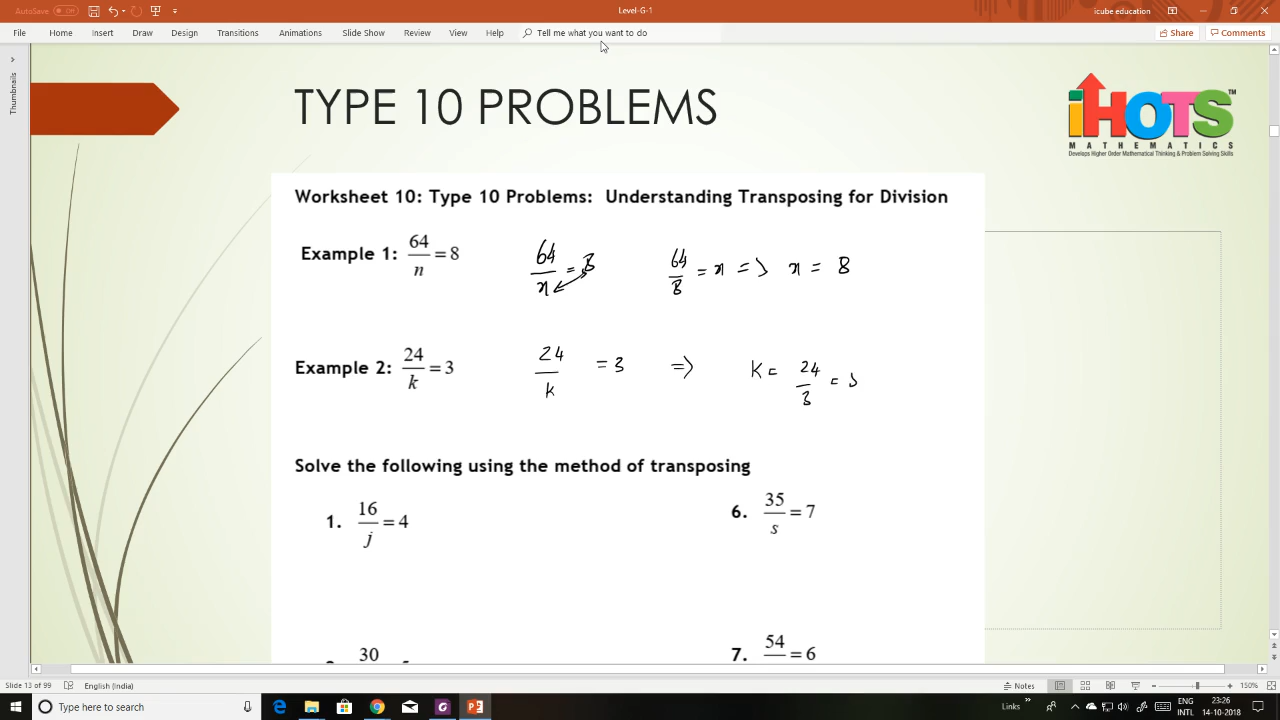 AutoSave Off
Level-G-1
icube education
File Home Insert Draw Design Transitions Animations Slide Show Review View Help Tell me what you want to do
Share Comments
Thumbnails
TYPE 10 PROBLEMS
iHOTS TM
MATHEMATICS
Develops Higher Order Mathematical Thinking & Problem Solving Skills
Worksheet 10: Type 10 Problems: Understanding Transposing for Division
Example 1: 64/n = 8
64/n = 8
64/8 = n => n = 8
Example 2: 24/k = 3
24/k = 3 => k = 24/3 =
Solve the following using the method of transposing
1. 16/j = 4
6. 35/s = 7
30
7. 54 = 6
Slide 13 of 99 English (India)
Notes
150%
Type here to search
Links
ENG
INTL
23:26
14-10-2018